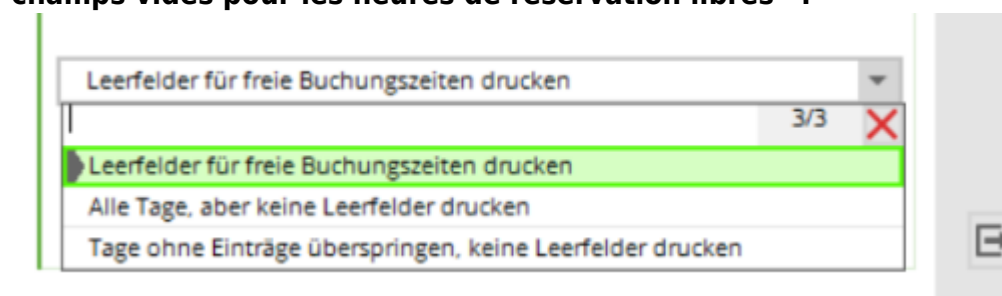 champs vides pour les heures de réservation libres" :
Leerfelder für freie Buchungszeiten drucken
3/3
Leerfelder für freie Buchungszeiten drucken
Alle Tage, aber keine Leerfelder drucken
Tage ohne Einträge überspringen, keine Leerfelder drucken